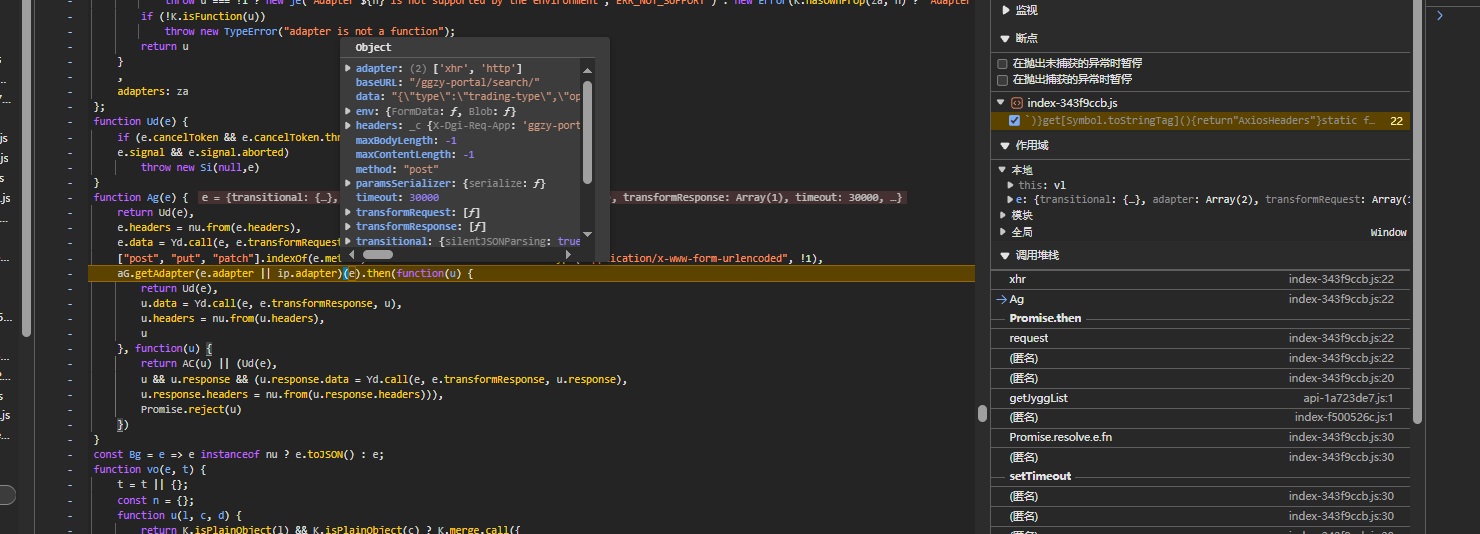 throw u === !1 ? new je(`Adapter ${n} is not supported by the environment`, "ERR_NOT_SUPPORT") : new Error(K.hasOwnProp(za, n) ? `Adapter
if (!K.isFunction(u))
throw new TypeError("adapter is not a function");
return u
}
,
adapters: za
};
function Ud(e) {
if (e.cancelToken && e.cancelToken.thr
e.signal && e.signal.aborted)
throw new Si(null,e)
}
function Ag(e) { e = {transitional: {…}, , transformResponse: Array(1), timeout: 30000, …}
return Ud(e),
e.headers = nu.from(e.headers),
e.data = Yd.call(e, e.transformRequest
["post", "put", "patch"].indexOf(e.met lication/x-www-form-urlencoded", !1),
aG.getAdapter(e.adapter || ip.adapter)(e).then(function(u) {
return Ud(e),
u.data = Yd.call(e, e.transformResponse, u),
u.headers = nu.from(u.headers),
u
}, function(u) {
return AC(u) || (Ud(e),
u && u.response && (u.response.data = Yd.call(e, e.transformResponse, u.response),
u.response.headers = nu.from(u.response.headers))),
Promise.reject(u)
})
}
const Bg = e => e instanceof nu ? e.toJSON() : e;
function vo(e, t) {
t = t || {};
const n = {};
function u(l, c, d) {
return K.isPlainObject(l) && K.isPlainObject(c) ? K.merge.call({
Object
adapter: (2) ['xhr', 'http']
baseURL: "/ggzy-portal/search/"
data: "{\"type\":\"trading-type\",\"op
env: {FormData: ƒ, Blob: ƒ}
headers: _c {X-Dgi-Req-App: 'ggzy-port
maxBodyLength: -1
maxContentLength: -1
method: "post"
paramsSerializer: {serialize: ƒ}
timeout: 30000
transformRequest: [ƒ]
transformResponse: [ƒ]
transitional: {silentJSONParsing: true
监视
断点
在抛出未捕获的异常时暂停
在抛出捕获的异常时暂停
index-343f9ccb.js
`)}get[Symbol.toStringTag](){return"AxiosHeaders"}static f… 22
作用域
本地
this: vl
e: {transitional: {…}, adapter: Array(2), transformRequest: Array(1
模块
全局 Window
调用堆栈
xhr index-343f9ccb.js:22
Ag index-343f9ccb.js:22
Promise.then
request index-343f9ccb.js:22
(匿名) index-343f9ccb.js:22
(匿名) index-343f9ccb.js:20
getJyggList api-1a723de7.js:1
(匿名) index-f500526c.js:1
Promise.resolve.e.fn index-343f9ccb.js:30
(匿名) index-343f9ccb.js:30
setTimeout
(匿名) index-343f9ccb.js:30
(匿名) index-343f9ccb.js:30
(匿名) index-343f9ccb.js:30